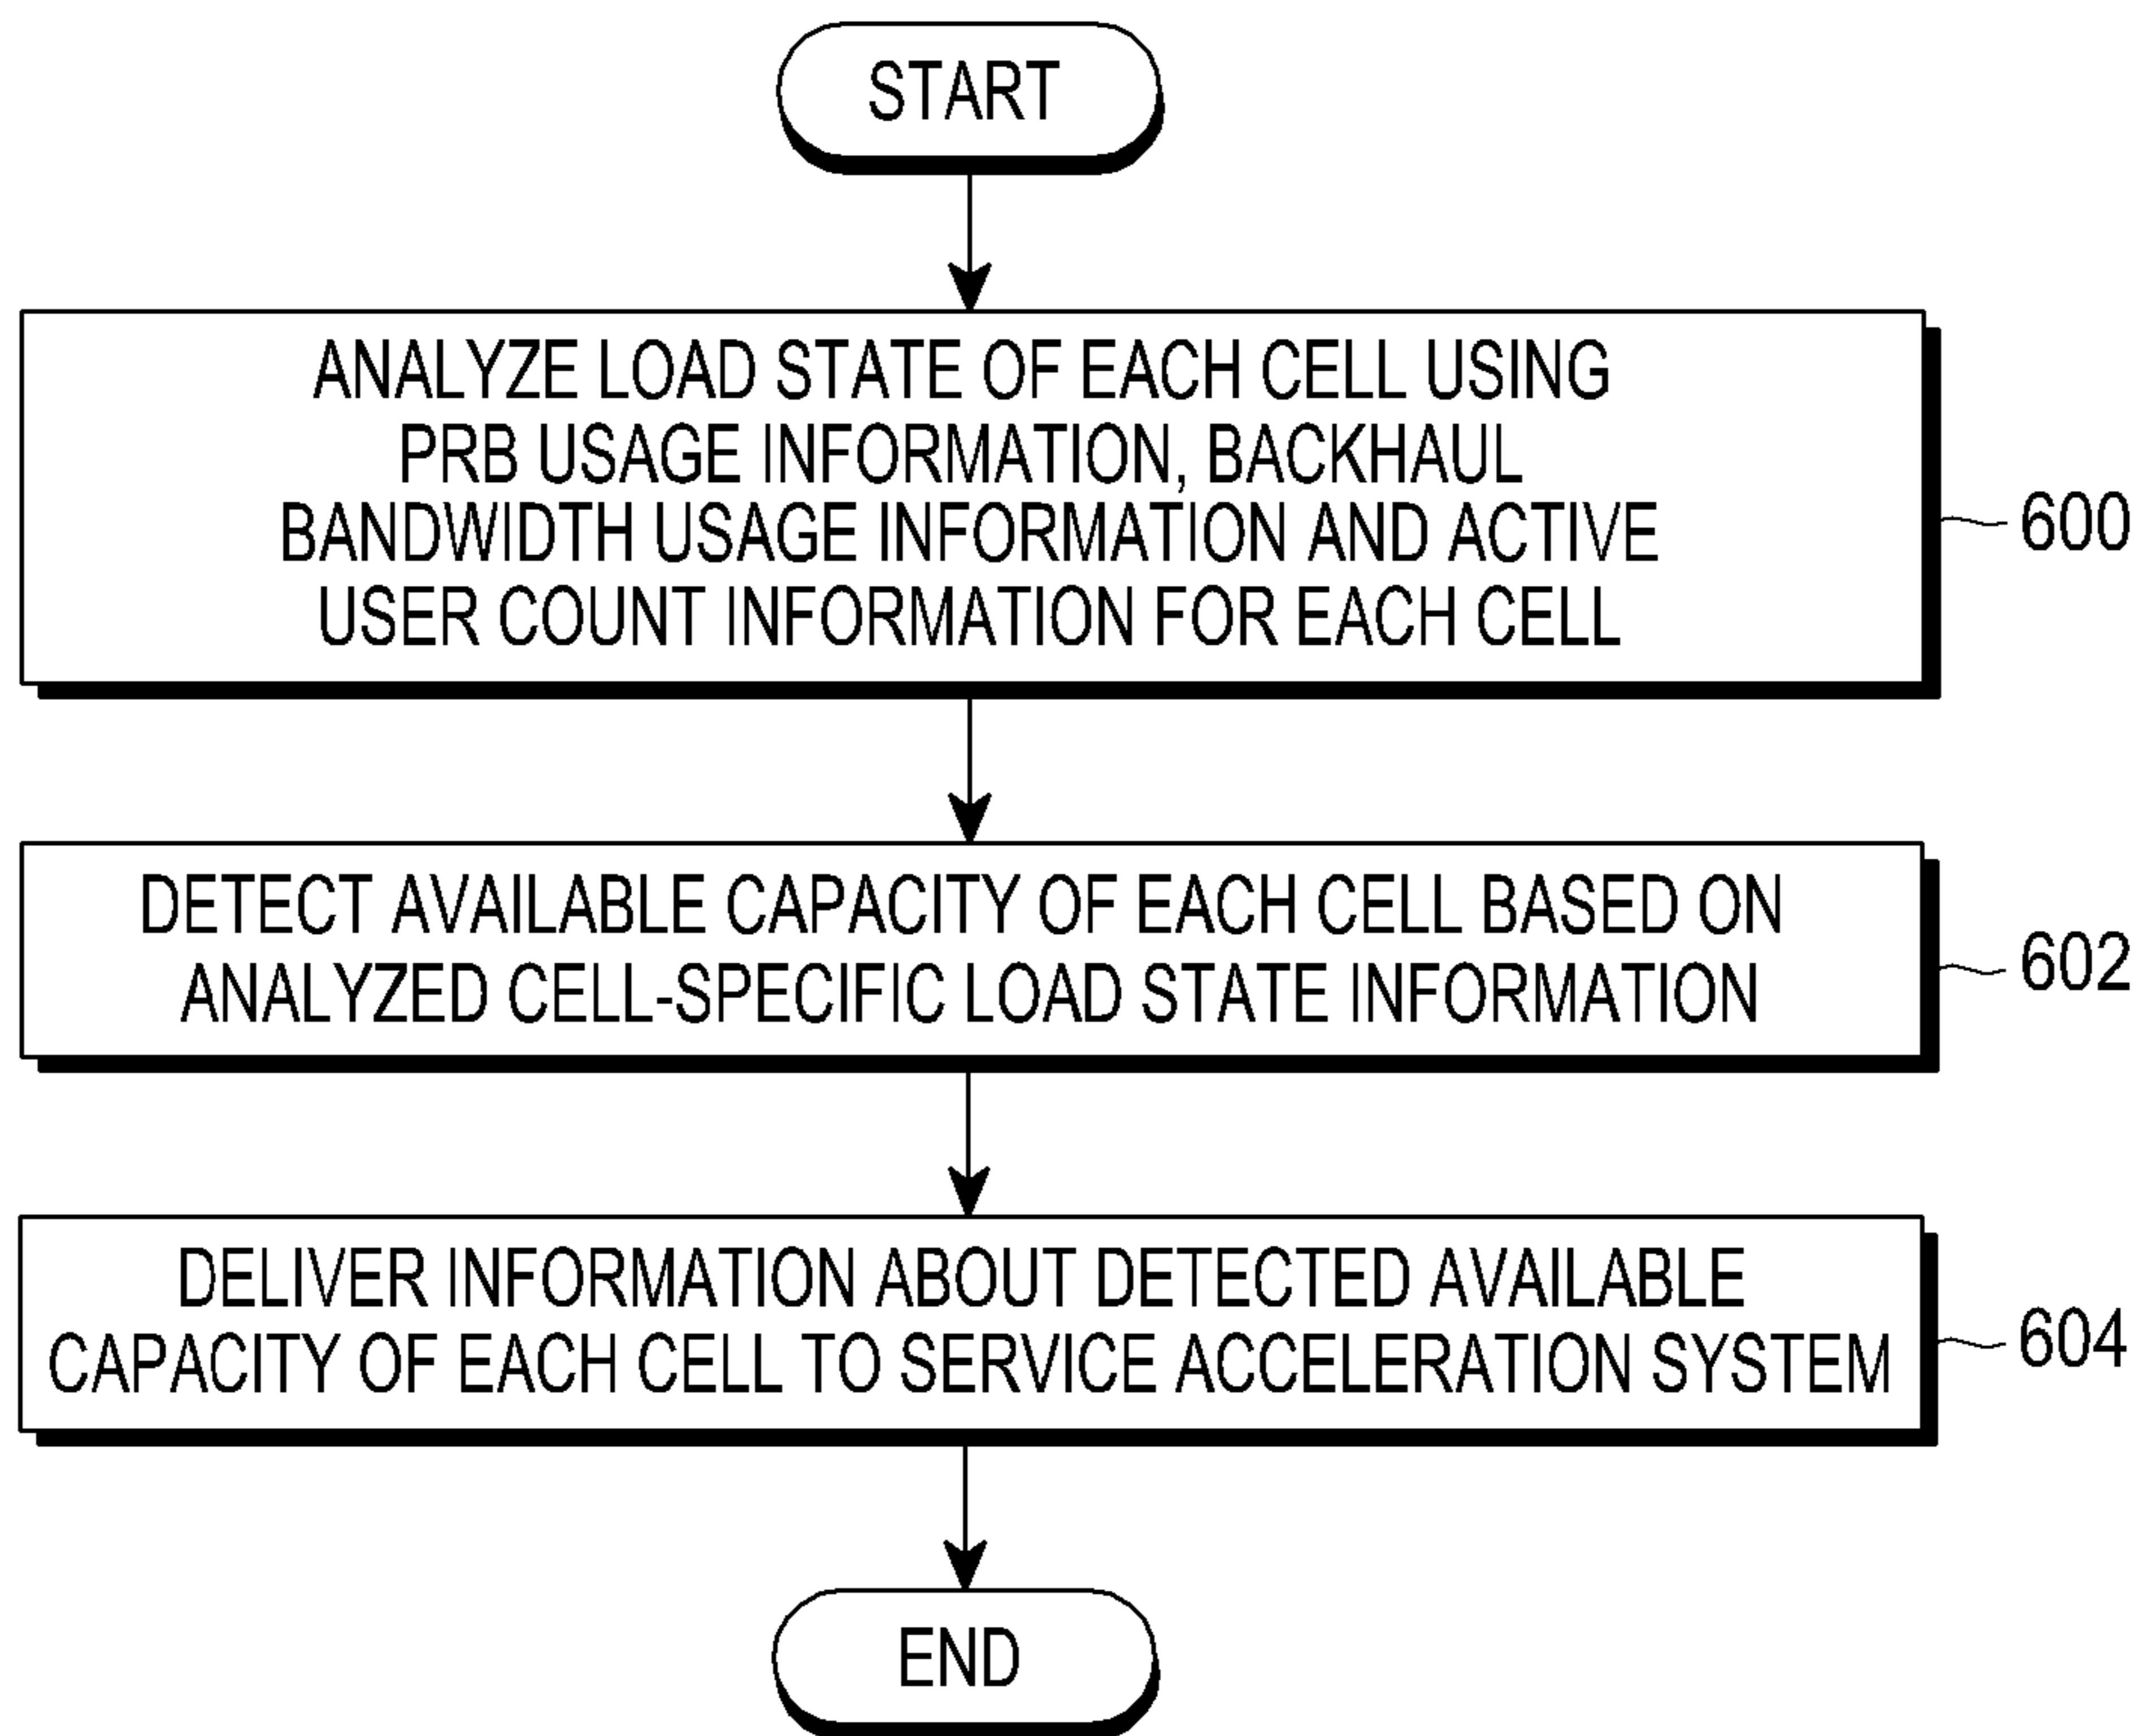 START
ANALYZE LOAD STATE OF EACH CELL USING
PRB USAGE INFORMATION, BACKHAUL
BANDWIDTH USAGE INFORMATION AND ACTIVE
USER COUNT INFORMATION FOR EACH CELL
600
DETECT AVAILABLE CAPACITY OF EACH CELL BASED ON
ANALYZED CELL-SPECIFIC LOAD STATE INFORMATION
602
DELIVER INFORMATION ABOUT DETECTED AVAILABLE
CAPACITY OF EACH CELL TO SERVICE ACCELERATION SYSTEM
604
END